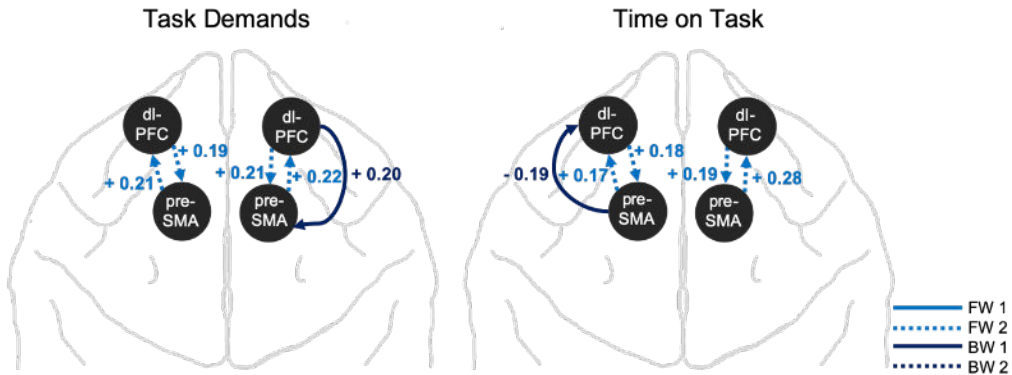 Task Demands
Time on Task
dl-
PFC
dl-
PFC
dl-
PFC
dl-
PFC
+ 0.19
+ 0.18
+ 0.21
+ 0.21
+ 0.22
+ 0.20
- 0.19
+ 0.17
+ 0.19
+ 0.28
pre-
SMA
pre-
SMA
pre-
SMA
pre-
SMA
FW 1
FW 2
BW 1
BW 2